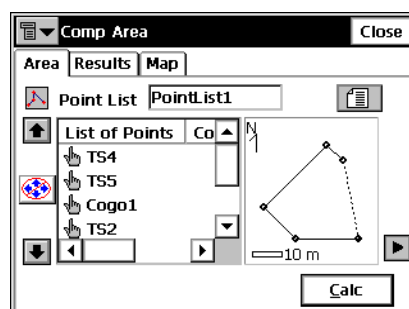 Comp Area Close
Area Results Map
Point List PointList1
List of Points Co
TS4
TS5
Cogo1
TS2
N
10 m
Calc